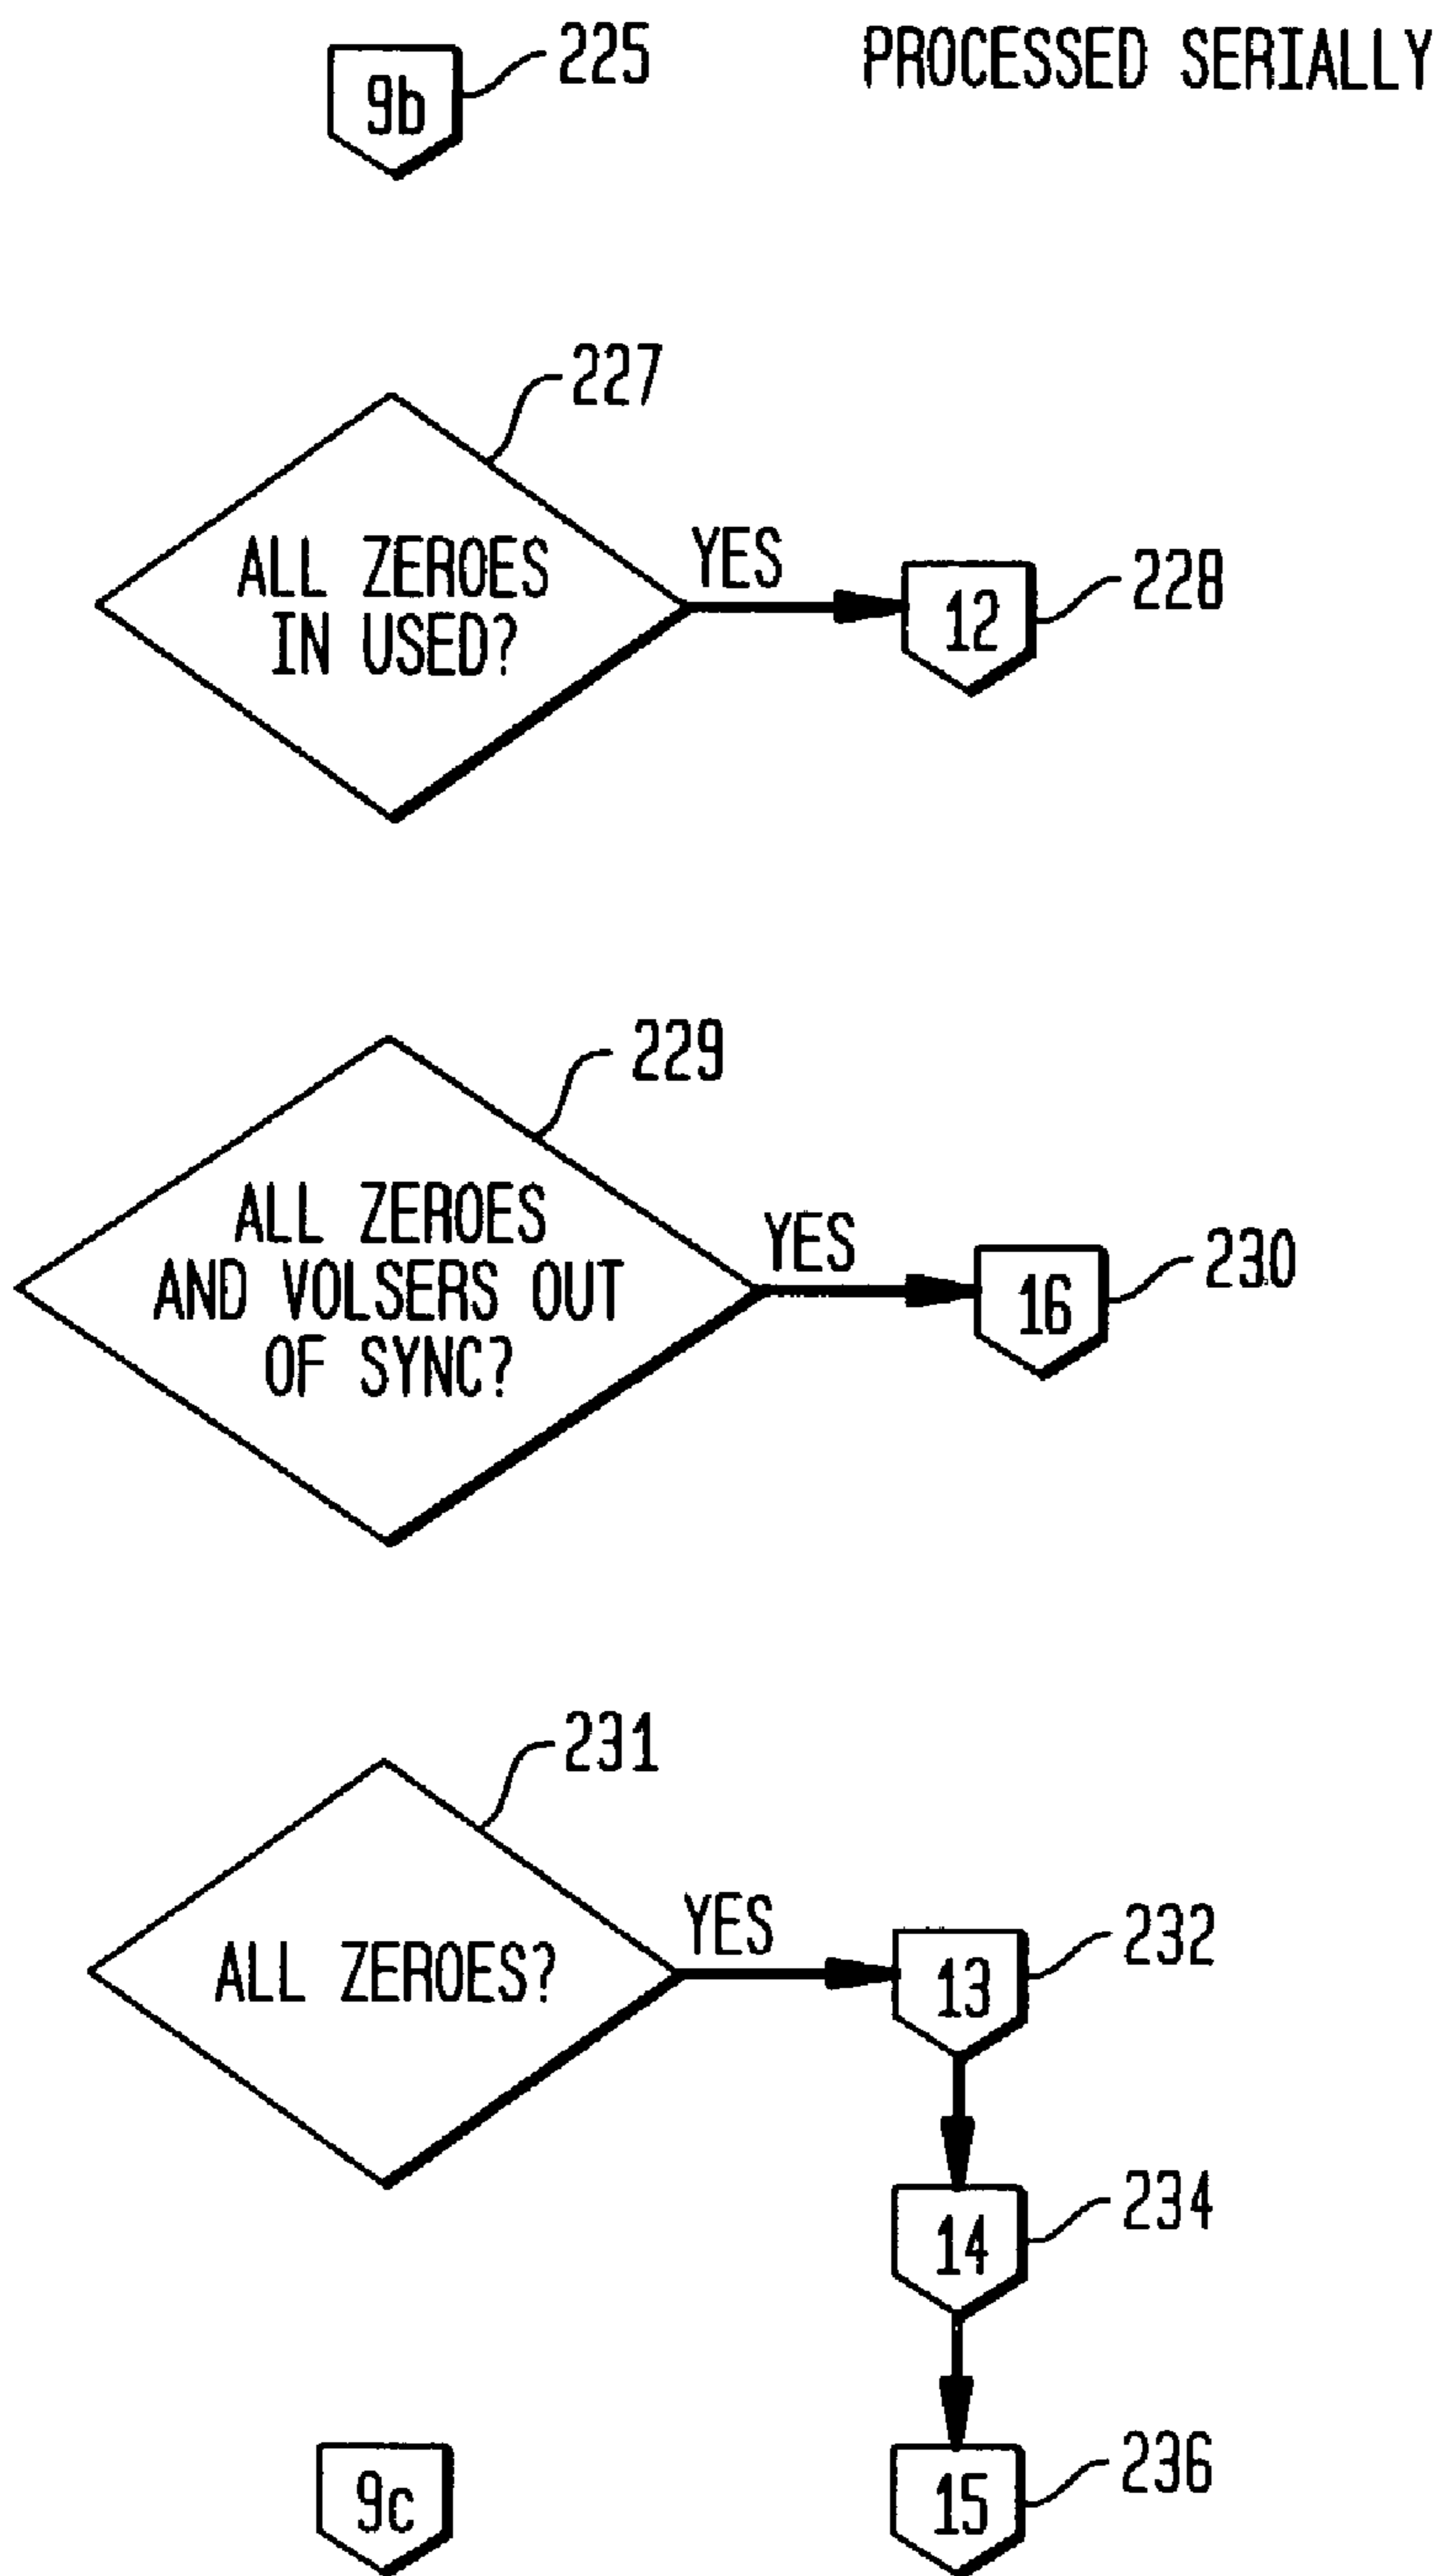 9b
225
PROCESSED SERIALLY
227
ALL ZEROES
IN USED?
YES
12
228
229
ALL ZEROES
AND VOLSERS OUT
OF SYNC?
YES
16
230
231
ALL ZEROES?
YES
13
232
14
234
9c
15
236